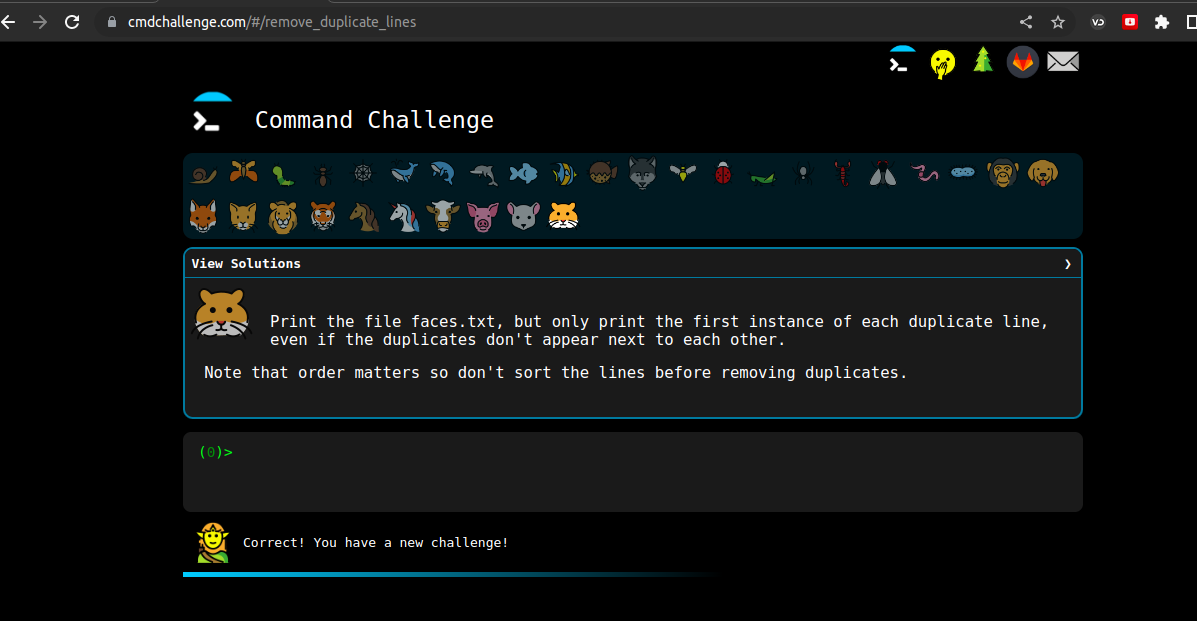 cmdchallenge.com/#/remove_duplicate_lines
Command Challenge
View Solutions
Print the file faces.txt, but only print the first instance of each duplicate line,
even if the duplicates don't appear next to each other.
Note that order matters so don't sort the lines before removing duplicates.
(0)>
Correct! You have a new challenge!